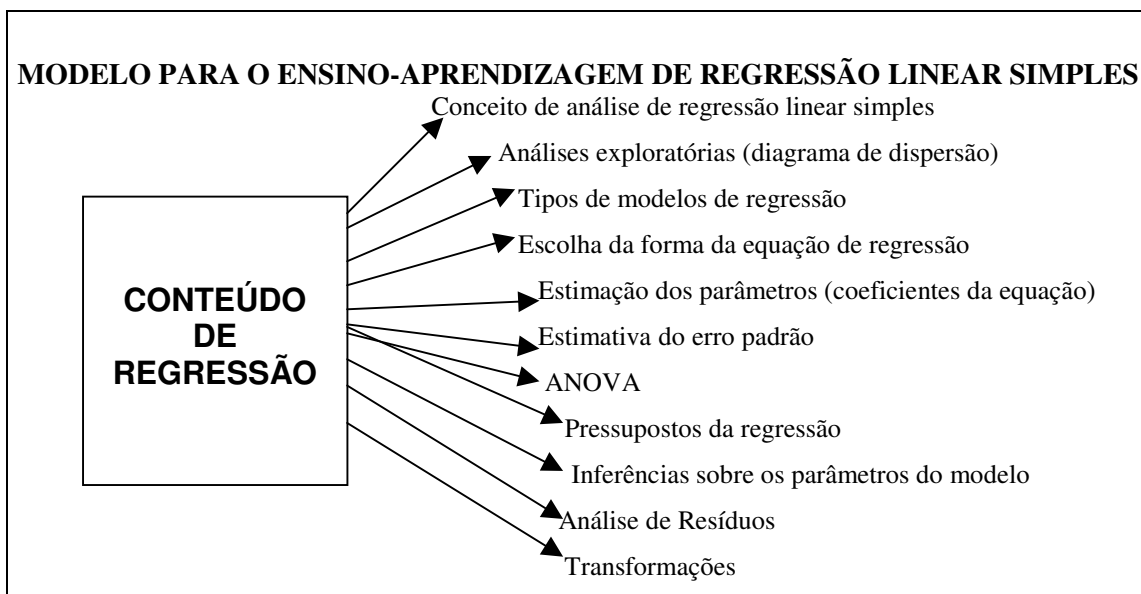 MODELO PARA O ENSINO-APRENDIZAGEM DE REGRESSÃO LINEAR SIMPLES
Conceito de análise de regressão linear simples
Análises exploratórias (diagrama de dispersão)
Tipos de modelos de regressão
Escolha da forma da equação de regressão
Estimação dos parâmetros (coeficientes da equação)
Estimativa do erro padrão
ANOVA
Pressupostos da regressão
Inferências sobre os parâmetros do modelo
Análise de Resíduos
Transformações
CONTEÚDO
DE
REGRESSÃO